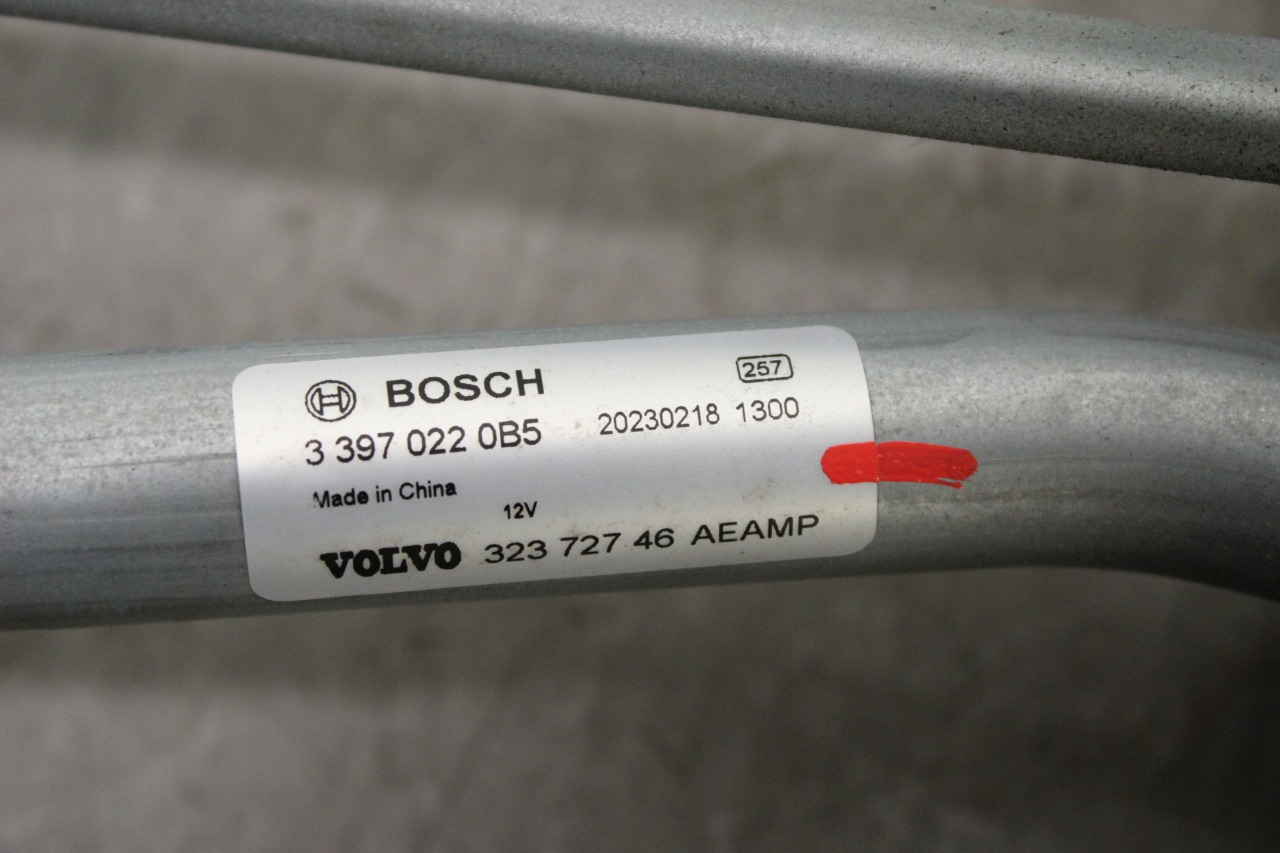 BOSCH 257
3 397 022 0B5 20230218 1300
Made in China
12V
VOLVO 323 727 46 AEAMP